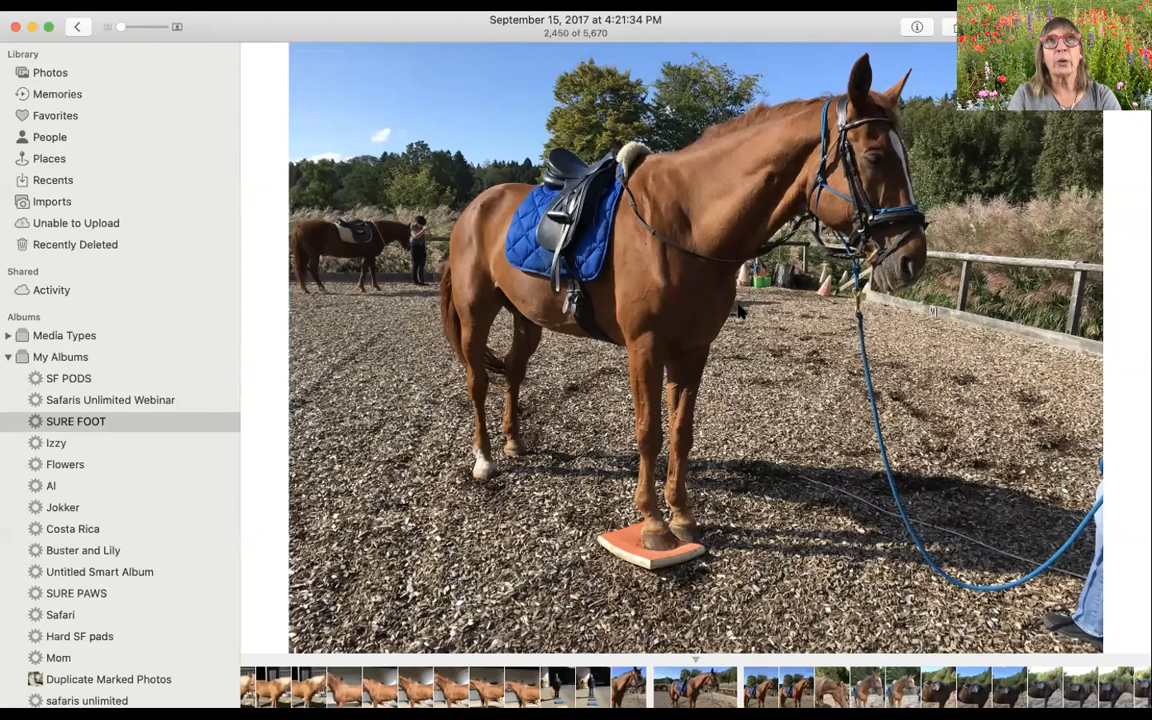 September 15, 2017 at 4:21:34 PM
2,450 of 5,670
Library
Photos
Memories
Favorites
People
Places
Recents
Imports
Unable to Upload
Recently Deleted
Shared
Activity
Albums
Media Types
My Albums
SF PODS
Safaris Unlimited Webinar
SURE FOOT
Izzy
Flowers
Al
Jokker
Costa Rica
Buster and Lily
Untitled Smart Album
SURE PAWS
Safari
Hard SF pads
Mom
Duplicate Marked Photos
safaris unlimited